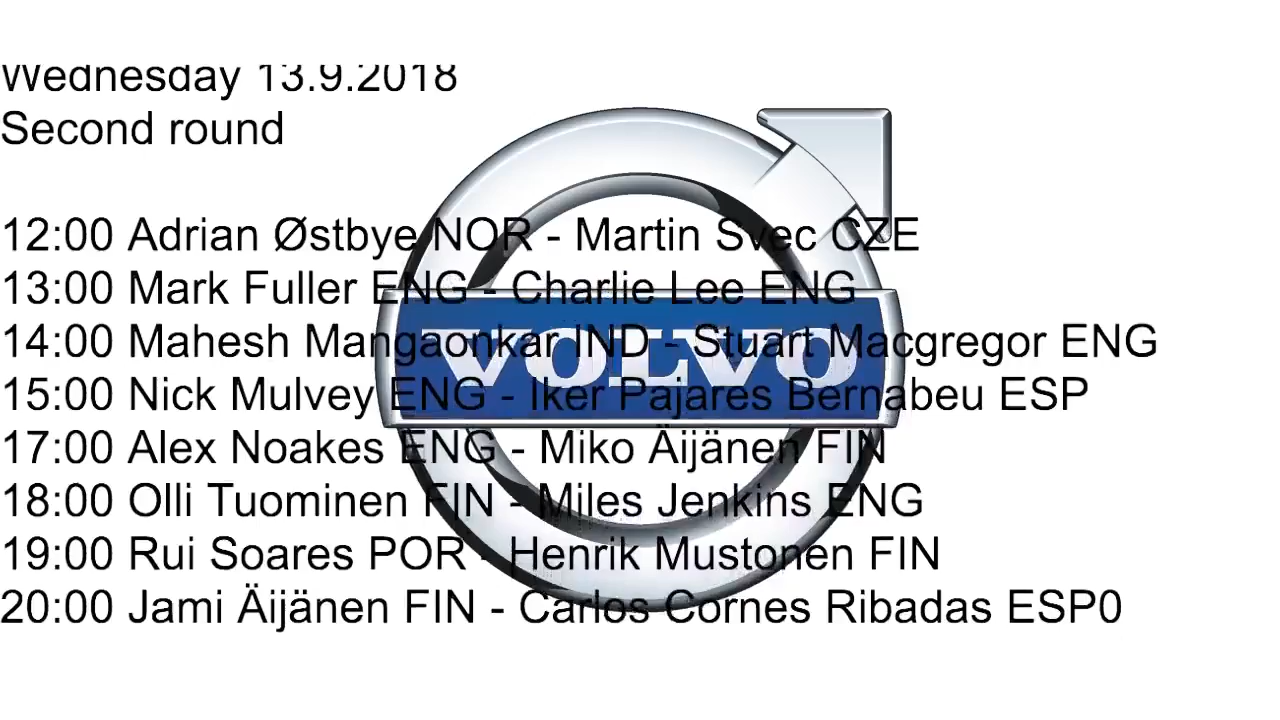 Wednesday 13.9.2018
Second round
12:00 Adrian Østbye NOR - Martin Svec CZE
13:00 Mark Fuller ENG - Charlie Lee ENG
14:00 Mahesh Mangaonkar IND - Stuart Macgregor ENG
VOLVO
15:00 Nick Mulvey ENG - Iker Pajares Bernabeu ESP
17:00 Alex Noakes ENG - Miko Äijänen FIN
18:00 Olli Tuominen FIN - Miles Jenkins ENG
19:00 Rui Soares POR - Henrik Mustonen FIN
20:00 Jami Äijänen FIN - Carlos Cornes Ribadas ESP0